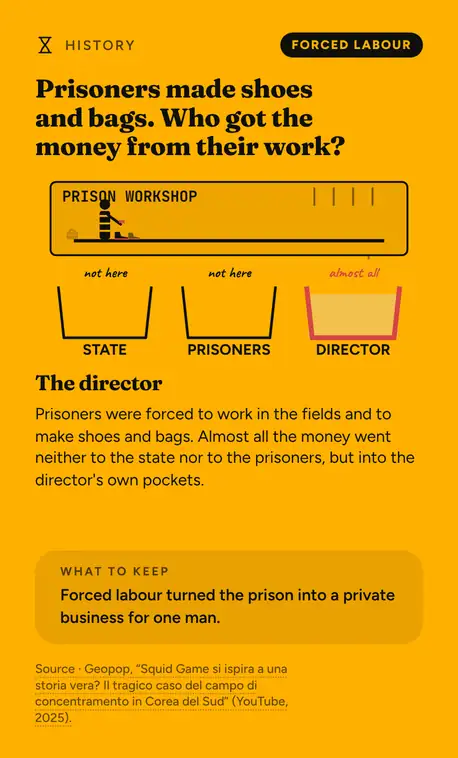 HISTORY
FORCED LABOUR
Prisoners made shoes
and bags. Who got the
money from their work?
PRISON WORKSHOP
not here
not here
almost all
STATE
PRISONERS
DIRECTOR
The director
Prisoners were forced to work in the fields and to
make shoes and bags. Almost all the money went
neither to the state nor to the prisoners, but into the
director's own pockets.
WHAT TO KEEP
Forced labour turned the prison into a private
business for one man.
Source · Geopop, “Squid Game si ispira a una
storia vera? Il tragico caso del campo di
concentramento in Corea del Sud” (YouTube,
2025).